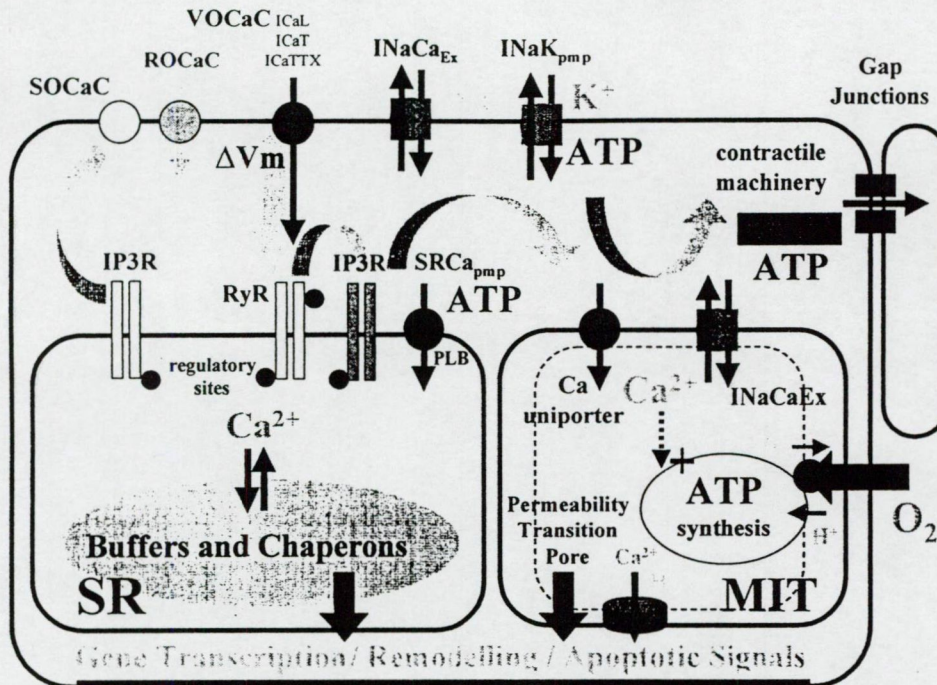 VOCaC ICaL
ICaT
ICaTTX
ROCaC
SOCaC
INaCaEx
INaKpmp
K+
Gap
Junctions
ΔVm
ATP
contractile
machinery
ATP
IP3R
RyR
IP3R
SRCapmp
ATP
PLB
regulatory
sites
Ca
uniporter
Ca2+
INaCaEx
Ca2+
+
ATP
synthesis
O2
H+
Buffers and Chaperons
Permeability
Transition
Pore
Ca2+
SR
MIT
Gene Transcription/ Remodelling / Apoptotic Signals